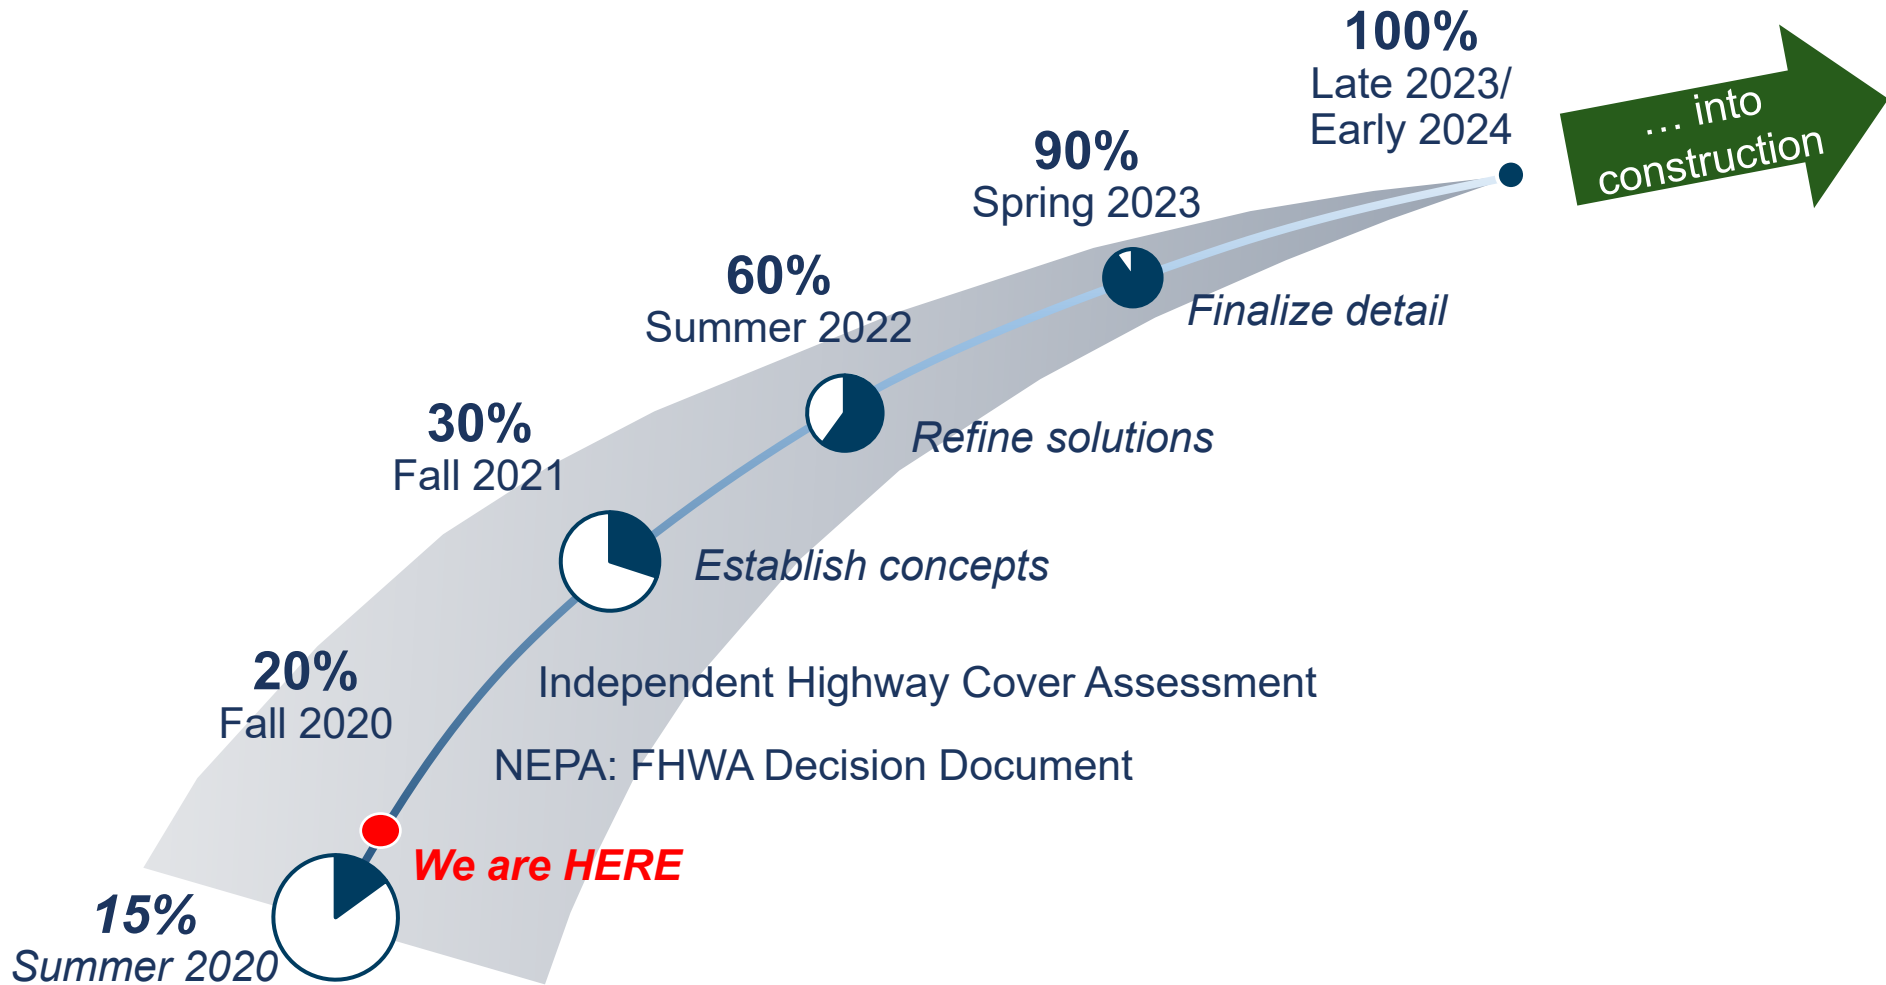 100%
Late 2023/
Early 2024
… into
construction
90%
Spring 2023
Finalize detail
60%
Summer 2022
Refine solutions
30%
Fall 2021
Establish concepts
20%
Fall 2020
Independent Highway Cover Assessment
NEPA: FHWA Decision Document
We are HERE
15%
Summer 2020